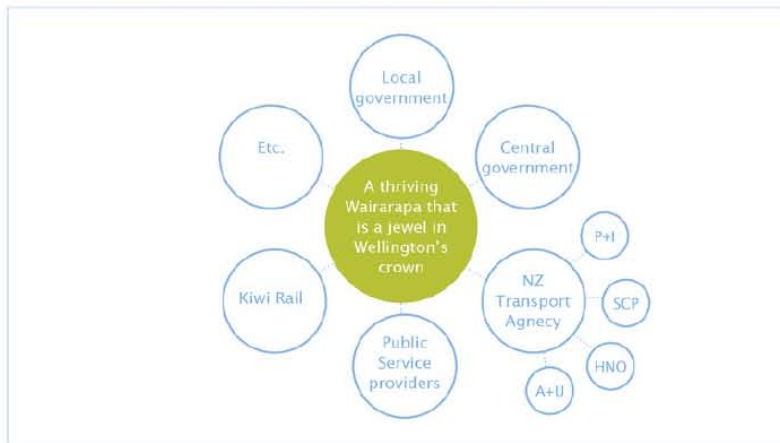 Local
government
Etc.
Central
government
A thriving
Wairarapa that
is a jewel in
Wellington's
crown
P+I
Kiwi Rail
NZ
Transport
Agnecy
SCP
Public
Service
providers
HNO
A+U